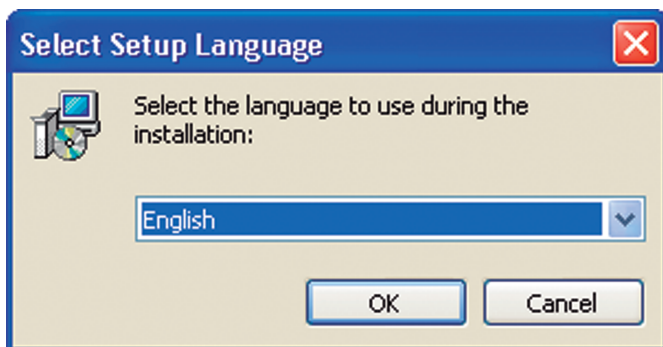 Select Setup Language
Select the language to use during the
installation:
English
OK
Cancel